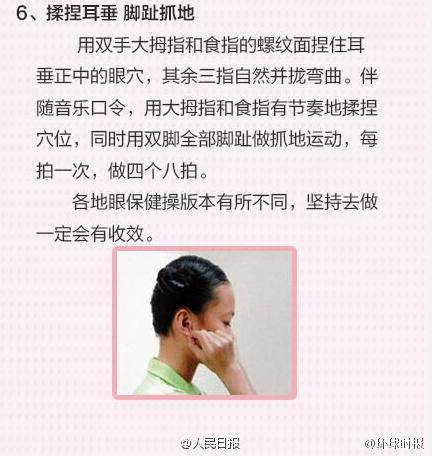 6、揉捏耳垂 脚趾抓地
用双手大拇指和食指的螺纹面捏住耳
垂正中的眼穴，其余三指自然并拢弯曲。伴
随音乐口令，用大拇指和食指有节奏地揉捏
穴位，同时用双脚全部脚趾做抓地运动，每
拍一次，做四个八拍。
各地眼保健操版本有所不同，坚持去做
一定会有收效。
@人民日报
@环球时报